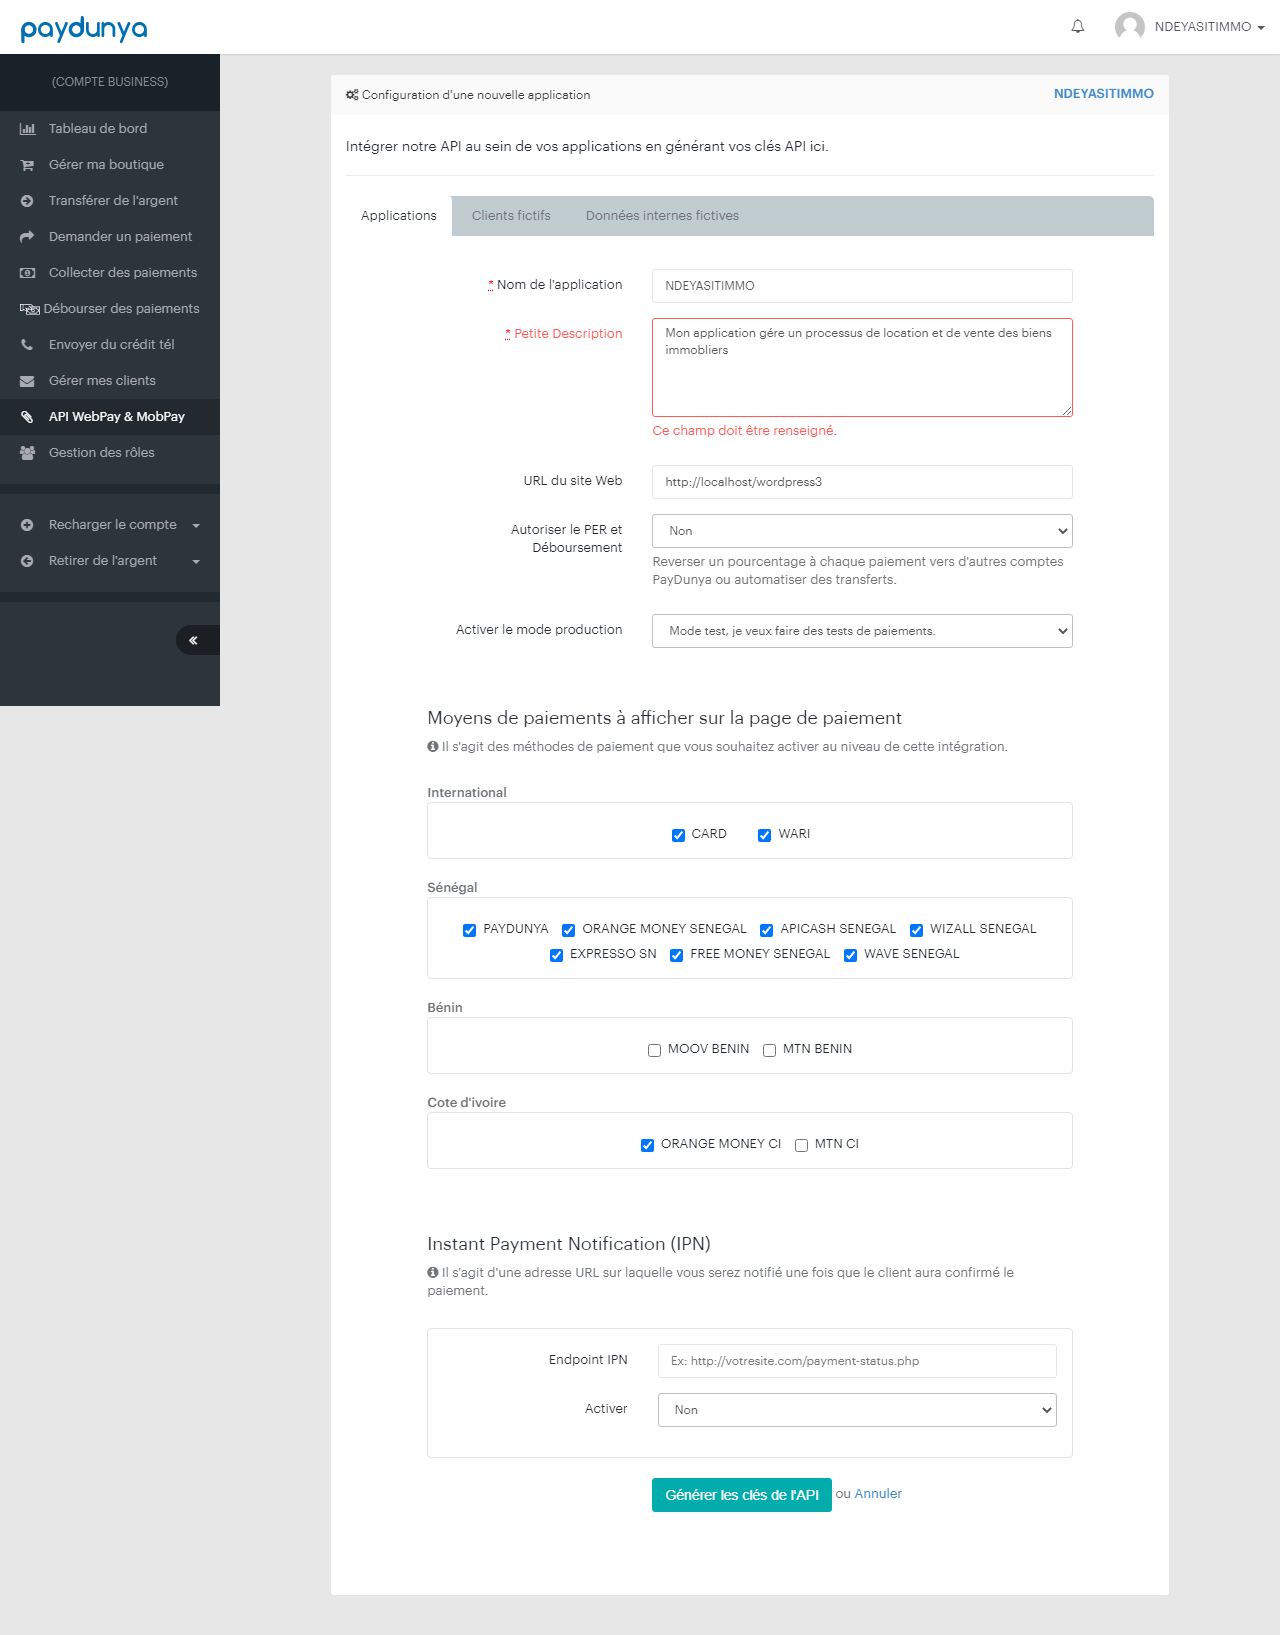 paydunya
NDEYASITIMMO
(COMPTE BUSINESS)
Tableau de bord
Gérer ma boutique
Transférer de l'argent
Demander un paiement
Collecter des paiements
Débourser des paiements
Envoyer du crédit tél
Gérer mes clients
API WebPay & MobPay
Gestion des rôles
Recharger le compte
Retirer de l'argent
Configuration d'une nouvelle application
NDEYASITIMMO
Intégrer notre API au sein de vos applications en générant vos clés API ici.
Applications Clients fictifs Données internes fictives
* Nom de l'application NDEYASITIMMO
* Petite Description Mon application gére un processus de location et de vente des biens
immobliers
Ce champ doit être renseigné.
URL du site Web http://localhost/wordpress3
Autoriser le PER et
Déboursement
Non
Reverser un pourcentage à chaque paiement vers d'autres comptes
PayDunya ou automatiser des transferts.
Activer le mode production Mode test, je veux faire des tests de paiements.
Moyens de paiements à afficher sur la page de paiement
Il s'agit des méthodes de paiement que vous souhaitez activer au niveau de cette intégration.
International
CARD WARI
Sénégal
PAYDUNYA ORANGE MONEY SENEGAL APICASH SENEGAL WIZALL SENEGAL
EXPRESSO SN FREE MONEY SENEGAL WAVE SENEGAL
Bénin
MOOV BENIN MTN BENIN
Cote d'ivoire
ORANGE MONEY CI MTN CI
Instant Payment Notification (IPN)
Il s'agit d'une adresse URL sur laquelle vous serez notifié une fois que le client aura confirmé le
paiement.
Endpoint IPN Ex: http://votresite.com/payment-status.php
Activer Non
Générer les clés de l'API ou Annuler